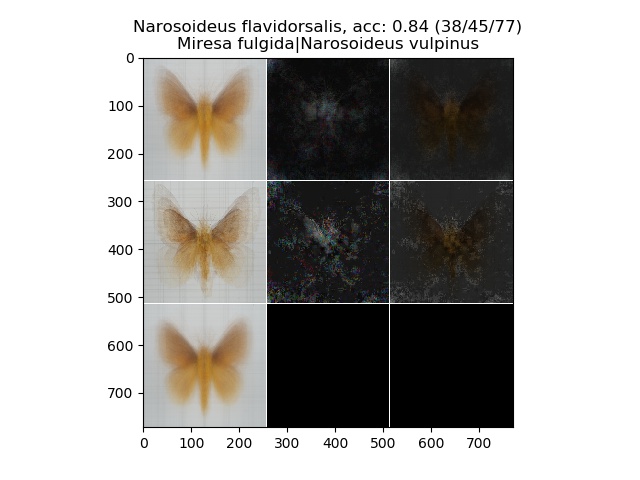 Narosoideus flavidorsalis, acc: 0.84 (38/45/77)
Miresa fulgida|Narosoideus vulpinus
0
100
200
300
400
500
600
700
0 100 200 300 400 500 600 700